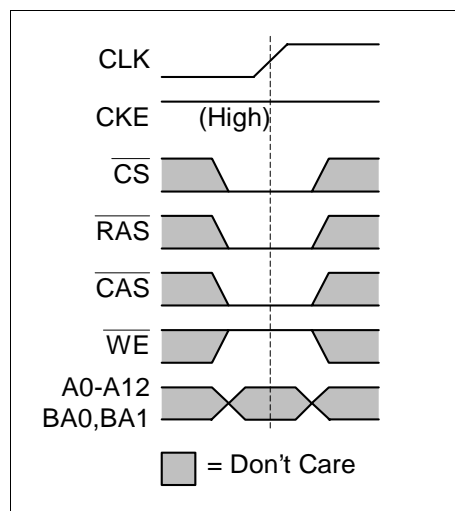 CLK
CKE (High)
CS
RAS
CAS
WE
A0-A12
BA0,BA1
= Don't Care